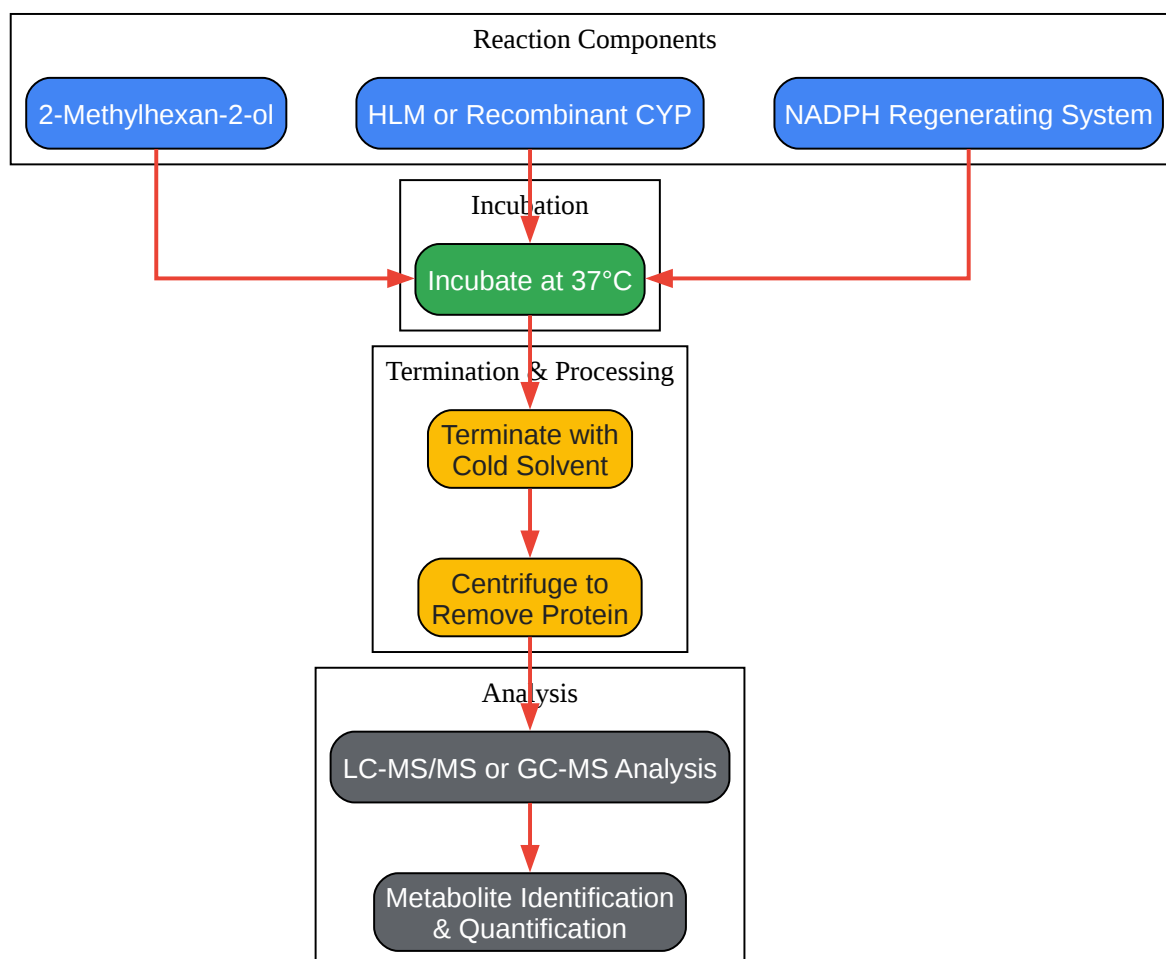 Reaction Components
2-Methylhexan-2-ol
HLM or Recombinant CYP
NADPH Regenerating System
Incubation
Incubate at 37°C
Termination & Processing
Terminate with
Cold Solvent
Centrifuge to
Remove Protein
Analysis
LC-MS/MS or GC-MS Analysis
Metabolite Identification
& Quantification